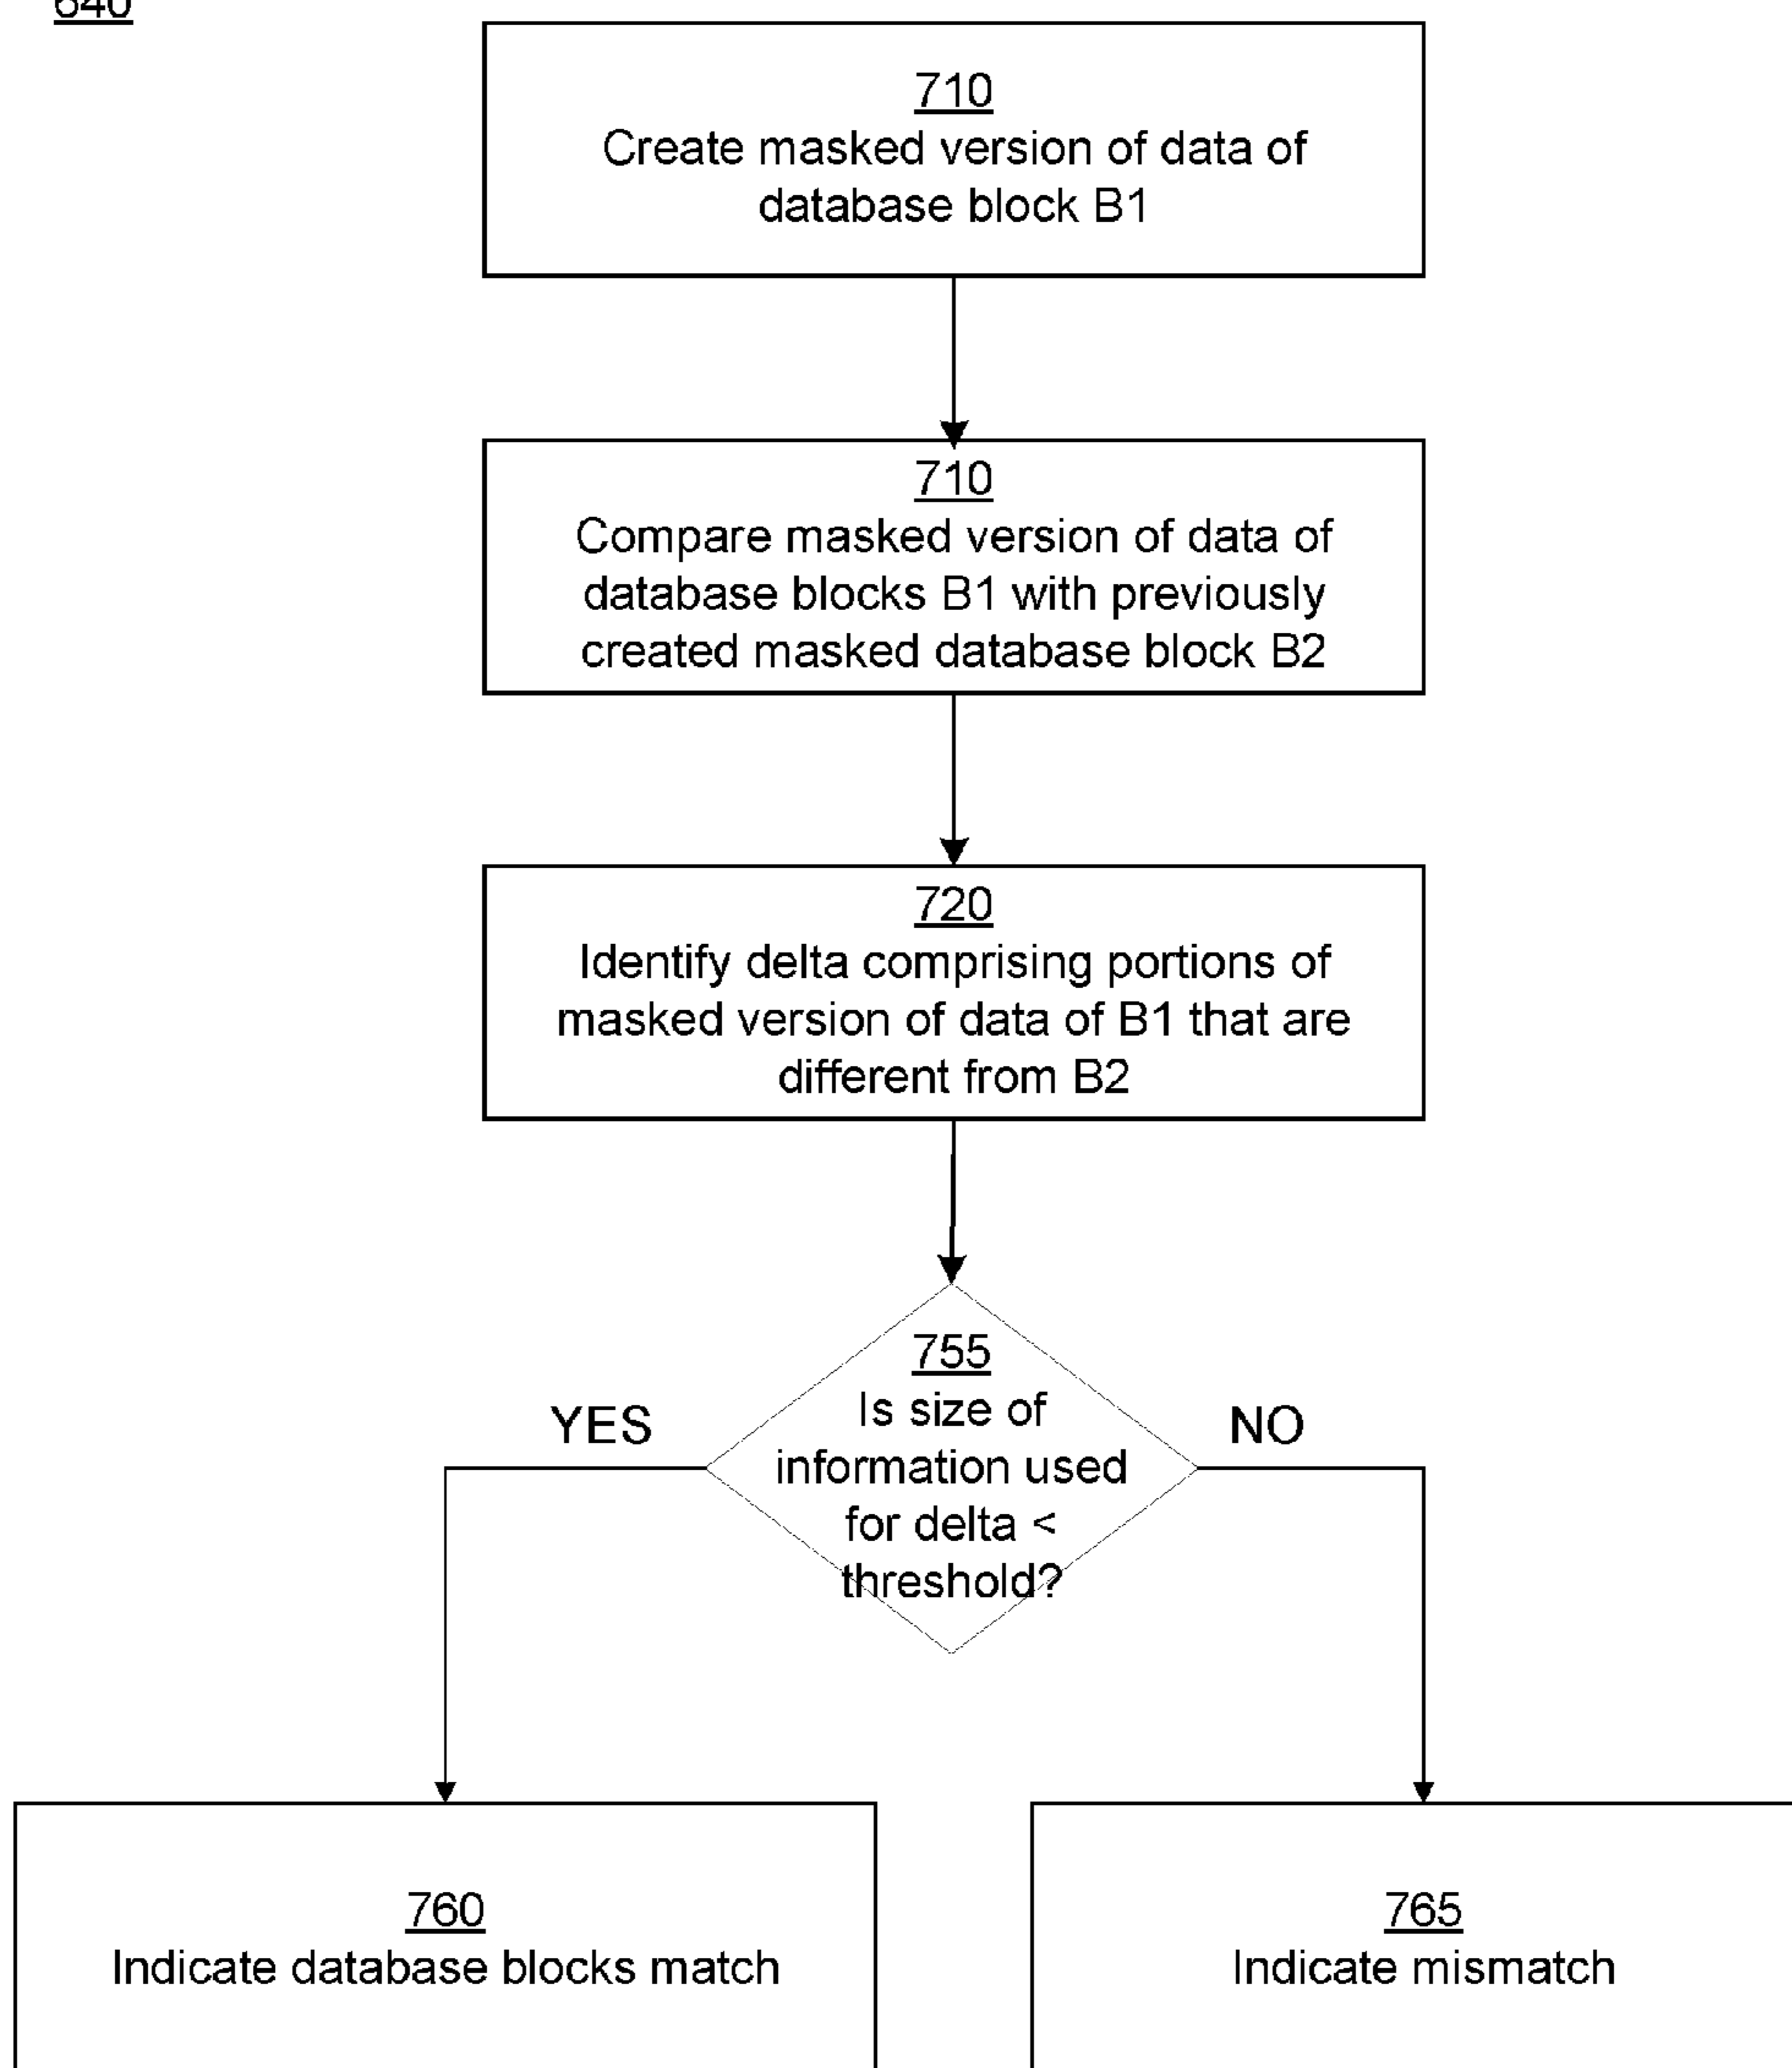 640
710
Create masked version of data of
database block B1
710
Compare masked version of data of
database blocks B1 with previously
created masked database block B2
720
Identify delta comprising portions of
masked version of data of B1 that are
different from B2
755
Is size of
information used
for delta <
threshold?
YES
NO
760
Indicate database blocks match
765
Indicate mismatch